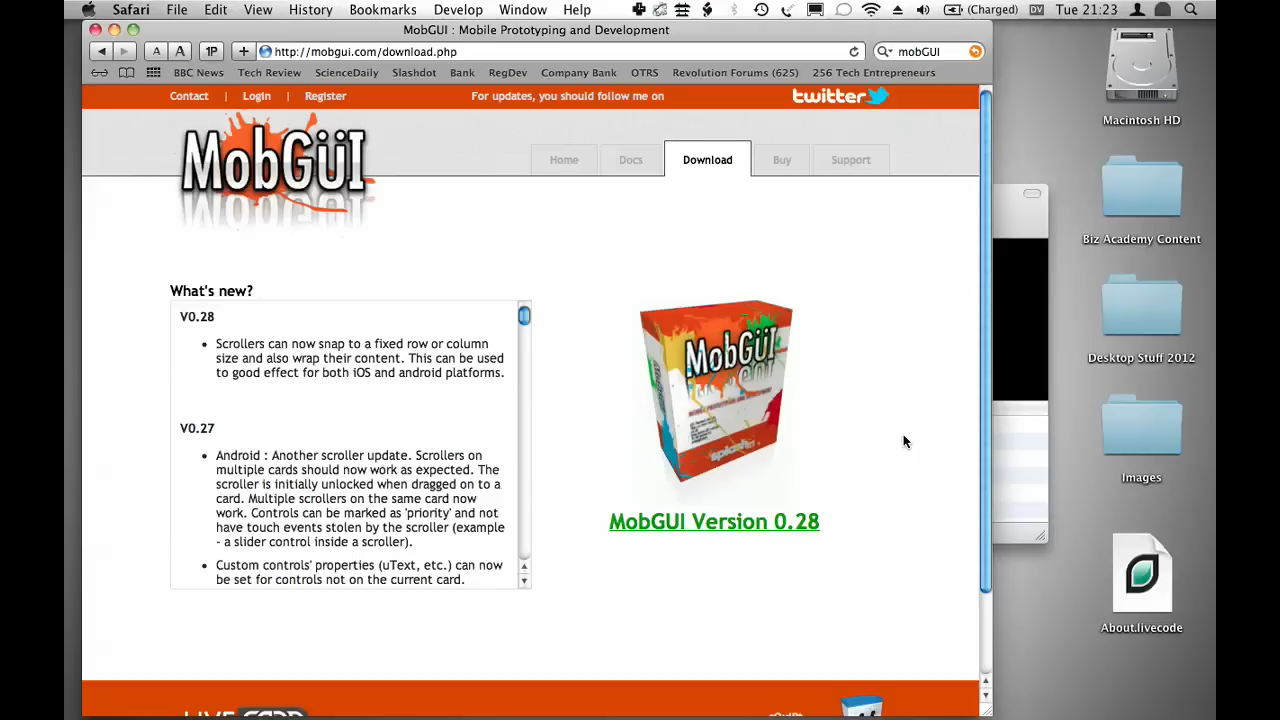 Safari File Edit View History Bookmarks Develop Window Help
(Charged) DV Tue 21:23
MobGUI : Mobile Prototyping and Development
A A 1P + http://mobgui.com/download.php mobGUI
BBC News Tech Review ScienceDaily Slashdot Bank RegDev Company Bank OTRS Revolution Forums (625) 256 Tech Entrepreneurs
Contact | Login | Register For updates, you should follow me on twitter
MobGÜI
Home Docs Download Buy Support
What's new?
V0.28
• Scrollers can now snap to a fixed row or column
size and also wrap their content. This can be used
to good effect for both iOS and android platforms.
V0.27
• Android : Another scroller update. Scrollers on
multiple cards should now work as expected. The
scroller is initially unlocked when dragged on to a
card. Multiple scrollers on the same card now
work. Controls can be marked as 'priority' and not
have touch events stolen by the scroller (example
- a slider control inside a scroller).
• Custom controls' properties (uText, etc.) can now
be set for controls not on the current card.
MobGÜI
MobGUI Version 0.28
Macintosh HD
Biz Academy Content
Desktop Stuff 2012
Images
About.livecode